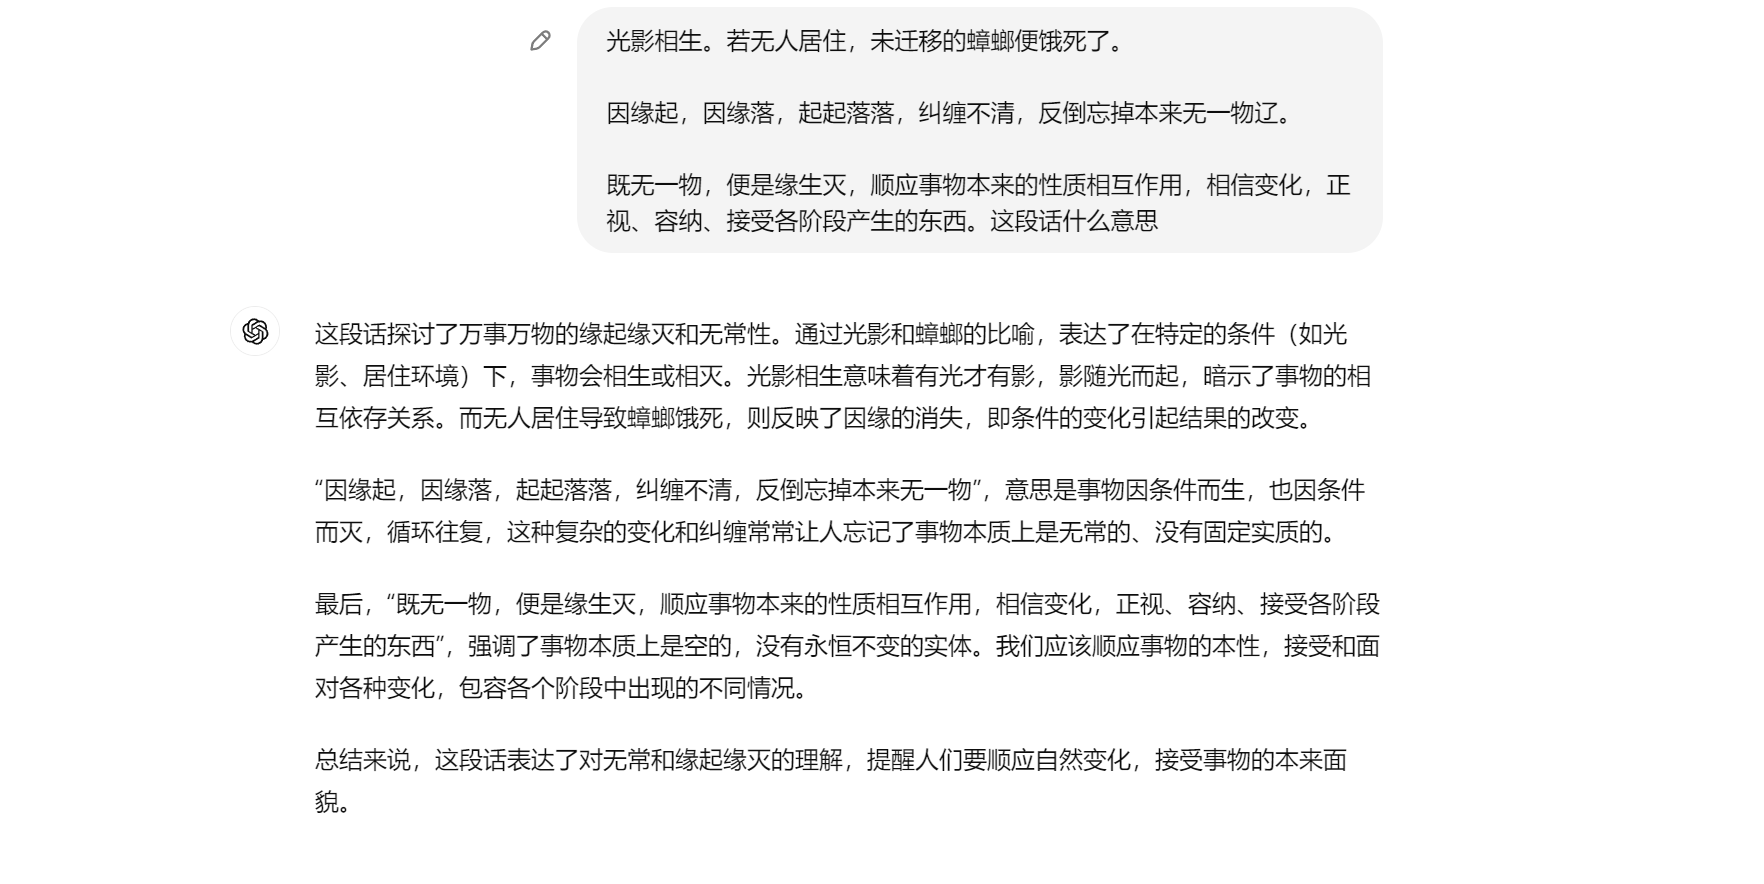 光影相生。若无人居住，未迁移的蟑螂便饿死了。
因缘起，因缘落，起起落落，纠缠不清，反倒忘掉本来无一物辽。
既无一物，便是缘生灭，顺应事物本来的性质相互作用，相信变化，正
视、容纳、接受各阶段产生的东西。这段话什么意思
这段话探讨了万事万物的缘起缘灭和无常性。通过光影和蟑螂的比喻，表达了在特定的条件（如光
影、居住环境）下，事物会相生或相灭。光影相生意味着有光才有影，影随光而起，暗示了事物的相
互依存关系。而无人居住导致蟑螂饿死，则反映了因缘的消失，即条件的变化引起结果的改变。
“因缘起，因缘落，起起落落，纠缠不清，反倒忘掉本来无一物”，意思是事物因条件而生，也因条件
而灭，循环往复，这种复杂的变化和纠缠常常让人忘记了事物本质上是无常的、没有固定实质的。
最后，“既无一物，便是缘生灭，顺应事物本来的性质相互作用，相信变化，正视、容纳、接受各阶段
产生的东西”，强调了事物本质上是空的，没有永恒不变的实体。我们应该顺应事物的本性，接受和面
对各种变化，包容各个阶段中出现的不同情况。
总结来说，这段话表达了对无常和缘起缘灭的理解，提醒人们要顺应自然变化，接受事物的本来面
貌。